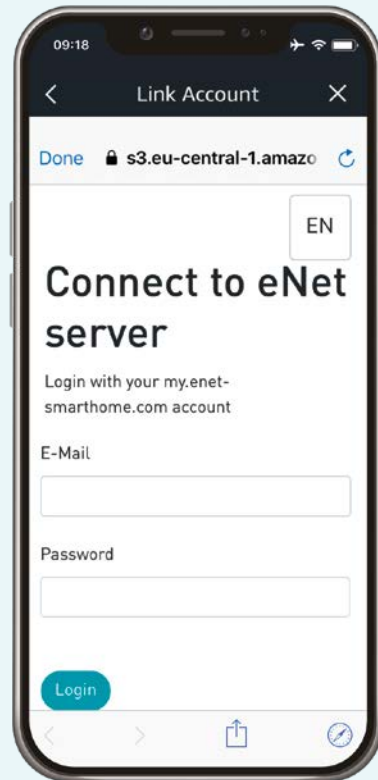 09:18
Link Account
Done s3.eu-central-1.amazo
EN
Connect to eNet
server
Login with your my.enet-
smarthome.com account
E-Mail
Password
Login